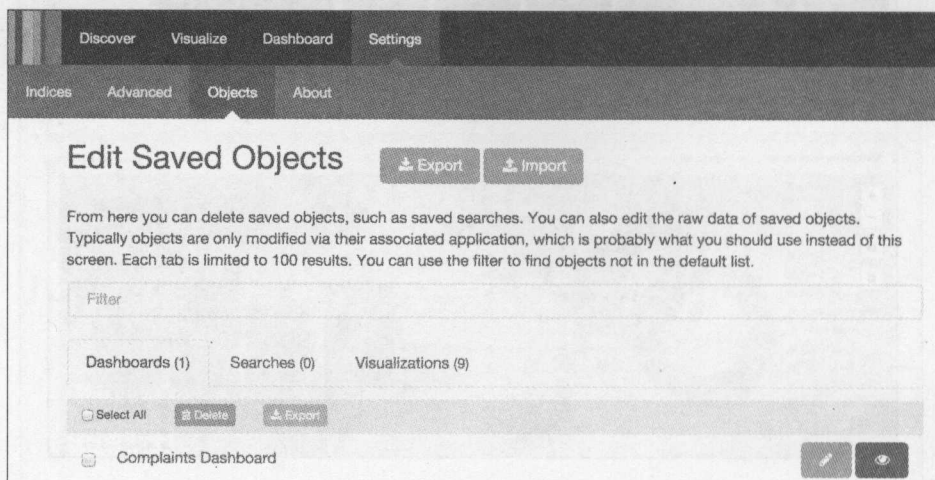 Discover Visualize Dashboard Settings
Indices Advanced Objects About
Edit Saved Objects Export Import
From here you can delete saved objects, such as saved searches. You can also edit the raw data of saved objects.
Typically objects are only modified via their associated application, which is probably what you should use instead of this
screen. Each tab is limited to 100 results. You can use the filter to find objects not in the default list.
Filter
Dashboards (1) Searches (0) Visualizations (9)
Select All Delete Export
Complaints Dashboard